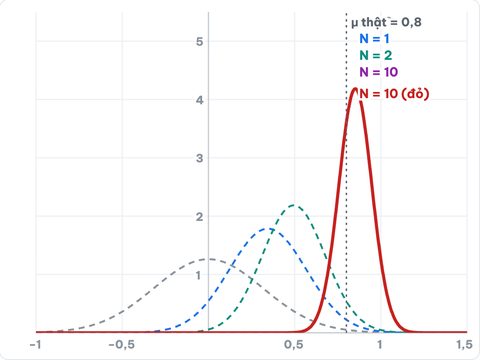 μ thật = 0,8
N = 1
N = 2
N = 10
N = 10 (đỏ)
5
4
3
2
1
-1 -0,5 0,5 1 1,5